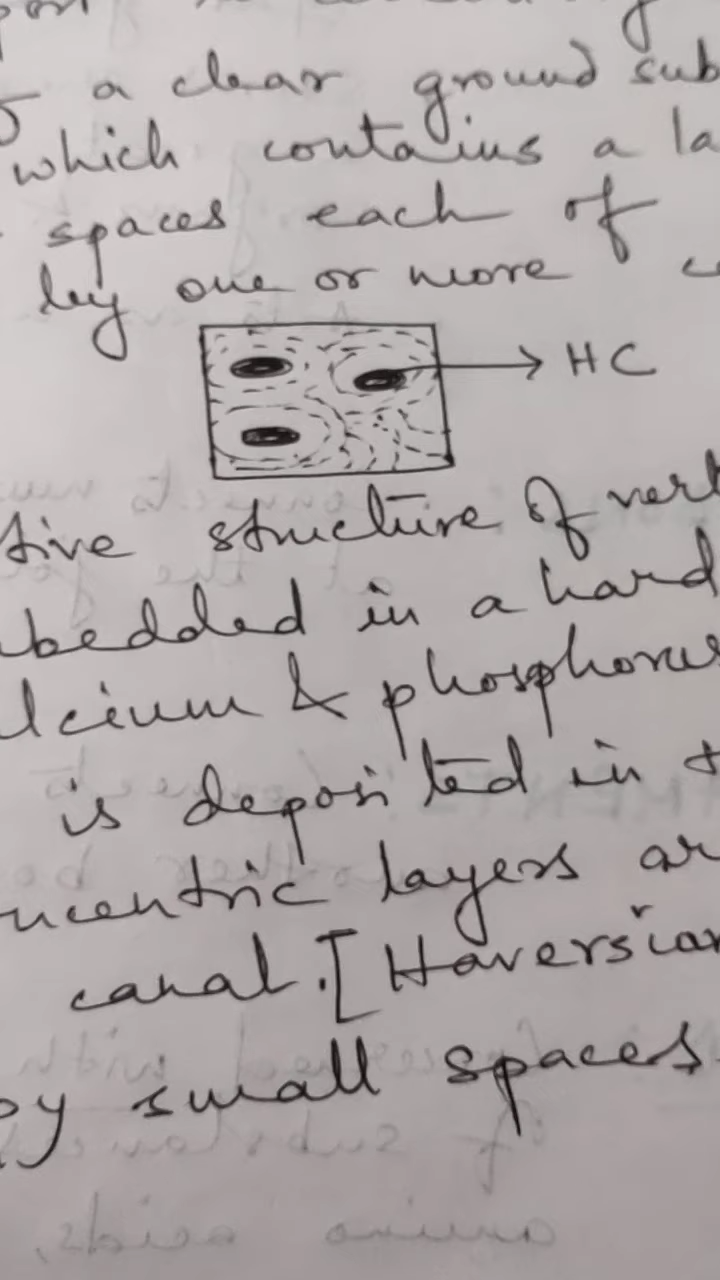 a clear ground sub
which contains a la
spaces each of
by one or more
HC
tive structure of vert
bedded in a hard
lcium & phosphorus
is deposited in t
ncentric layers ar
canal. [Haversian
by small spaces